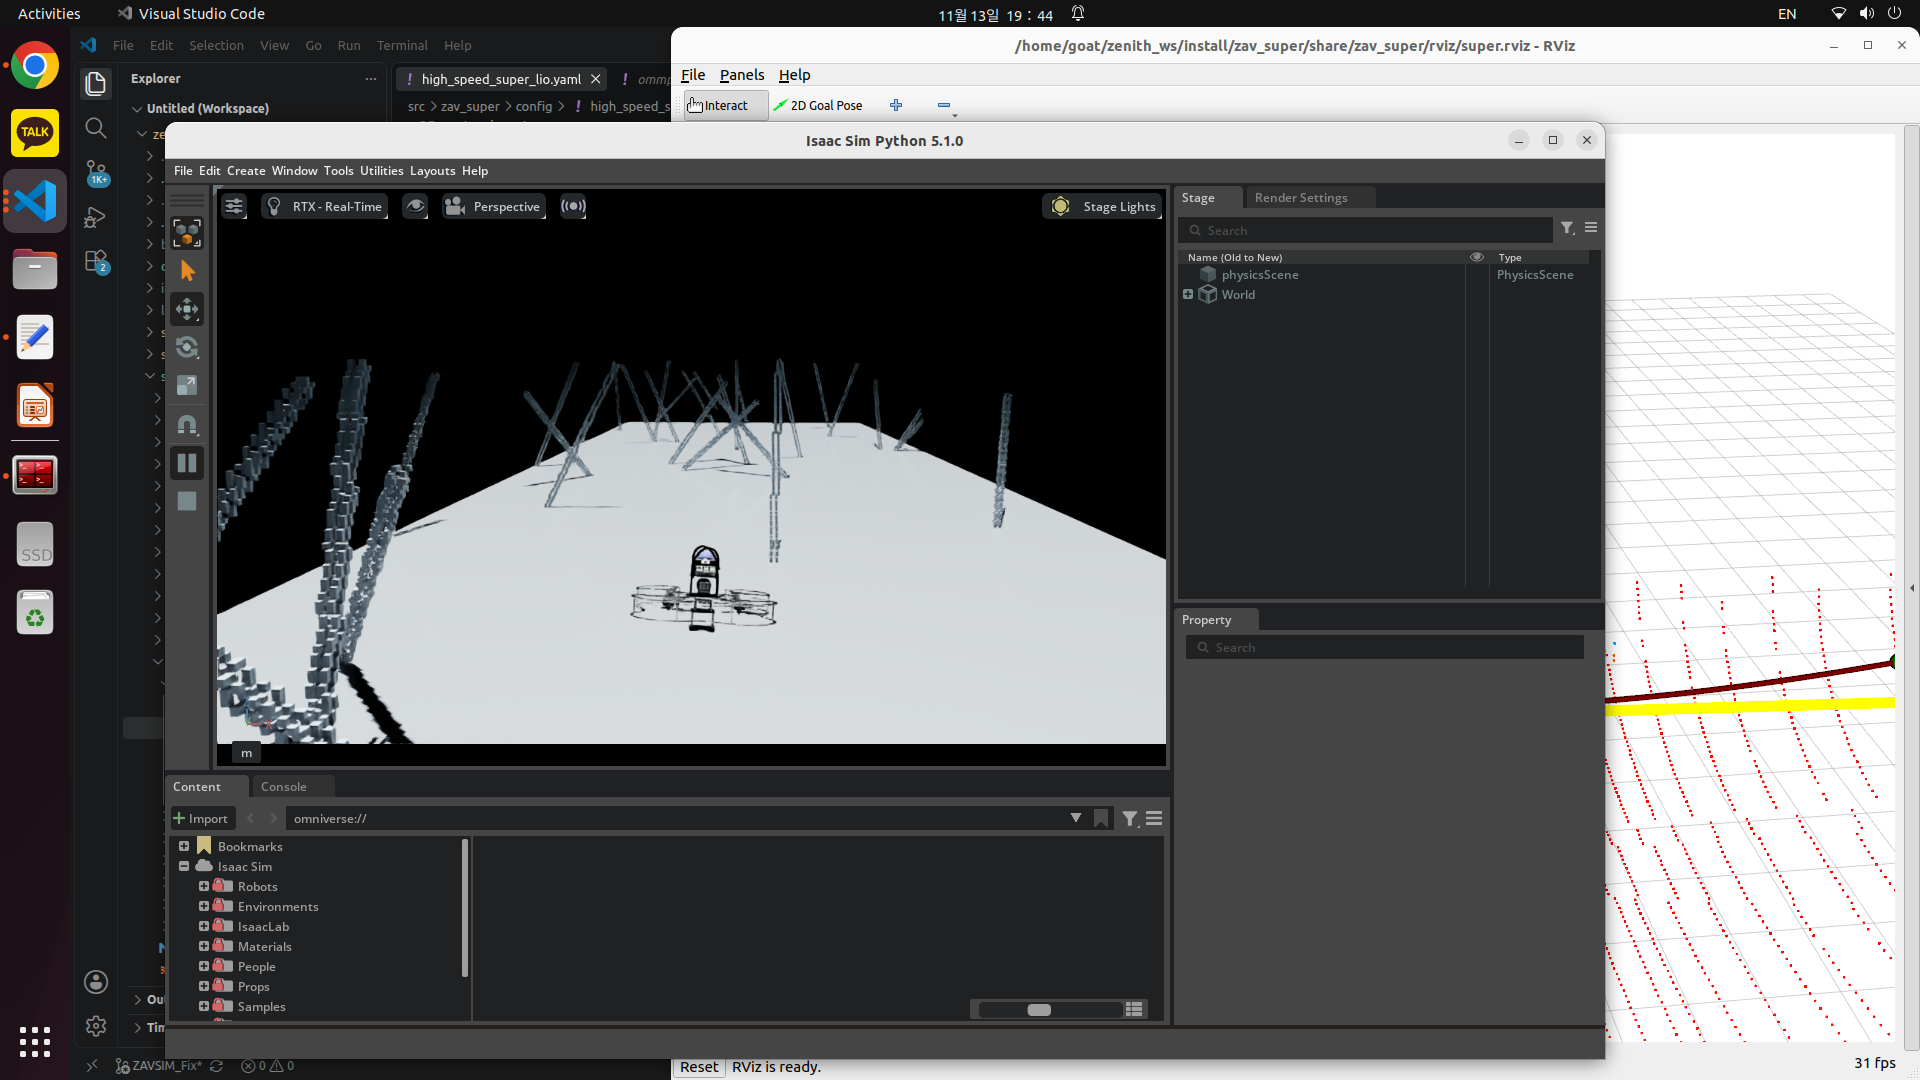 Activities
Visual Studio Code
11월 13일 19 : 44
EN
File Edit Selection View Go Run Terminal Help
/home/goat/zenith_ws/install/zav_super/share/zav_super/rviz/super.rviz - RViz
File Panels Help
Interact
2D Goal Pose
Explorer
Untitled (Workspace)
! high_speed_super_lio.yaml
src > zav_super > config > ! high_speed_s
TALK
1K+
2
SSD
Isaac Sim Python 5.1.0
File Edit Create Window Tools Utilities Layouts Help
RTX - Real-Time
Perspective
Stage Lights
Stage
Render Settings
Search
Name (Old to New)
Type
physicsScene
PhysicsScene
World
Property
Search
m
Content
Console
Import
omniverse://
Bookmarks
Isaac Sim
Robots
Environments
IsaacLab
Materials
People
Props
Samples
ZAVSIM_Fix*
0 0
Reset
RViz is ready.
31 fps